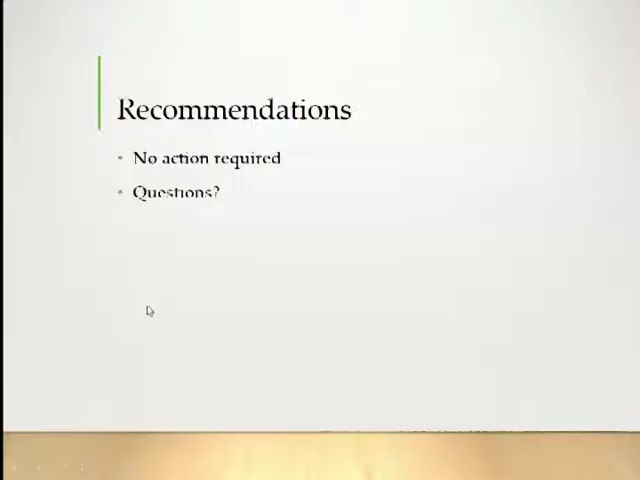 Recommendations
No action required
Questions?